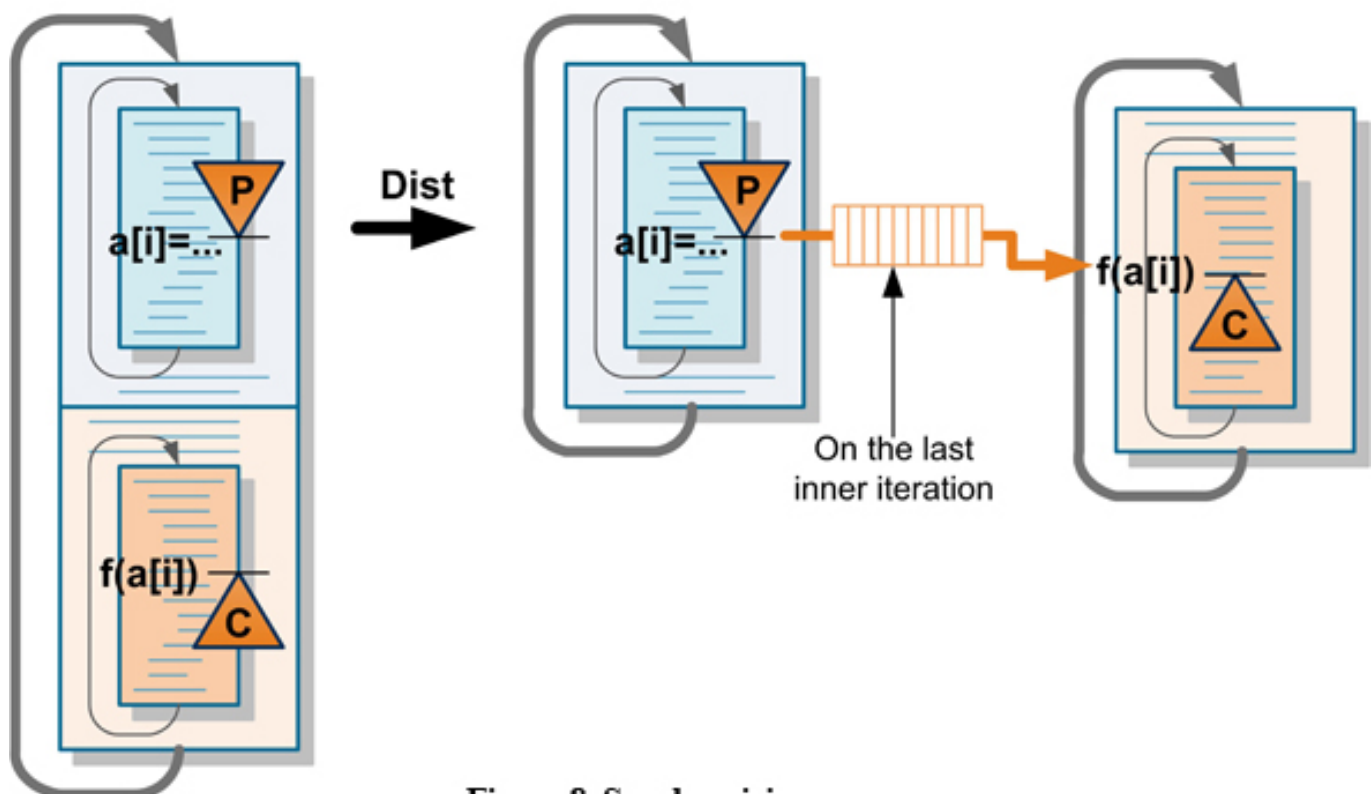 P
a[i]=...
f(a[i])
C
Dist
P
a[i]=...
On the last
inner iteration
f(a[i])
C